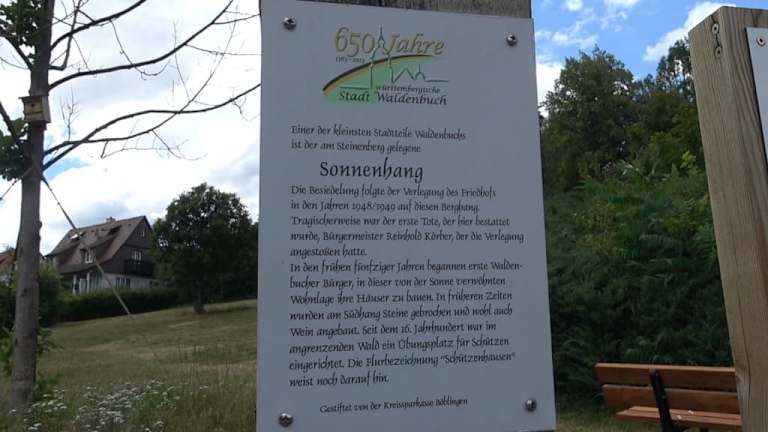 650 Jahre
1363 - 2013
württembergische
Stadt Waldenbuch
Einer der kleinsten Stadtteile Waldenbuchs
ist der am Steinenberg gelegene
Sonnenhang
Die Besiedelung folgte der Verlegung des Friedhofs
in den Jahren 1948/1949 auf diesen Berghang.
Tragischerweise war der erste Tote, der hier bestattet
wurde, Bürgermeister Reinhold Körber, der die Verlegung
angestoßen hatte.
In den frühen fünfziger Jahren begannen erste Walden-
bucher Bürger, in dieser von der Sonne verwöhnten
Wohnlage ihre Häuser zu bauen. In früheren Zeiten
wurden am Südhang Steine gebrochen und wohl auch
Wein angebaut. Seit dem 16. Jahrhundert war im
angrenzenden Wald ein Übungsplatz für Schützen
eingerichtet. Die Flurbezeichnung "Schützenhausen"
weist noch darauf hin.
Gestiftet von der Kreissparkasse Böblingen